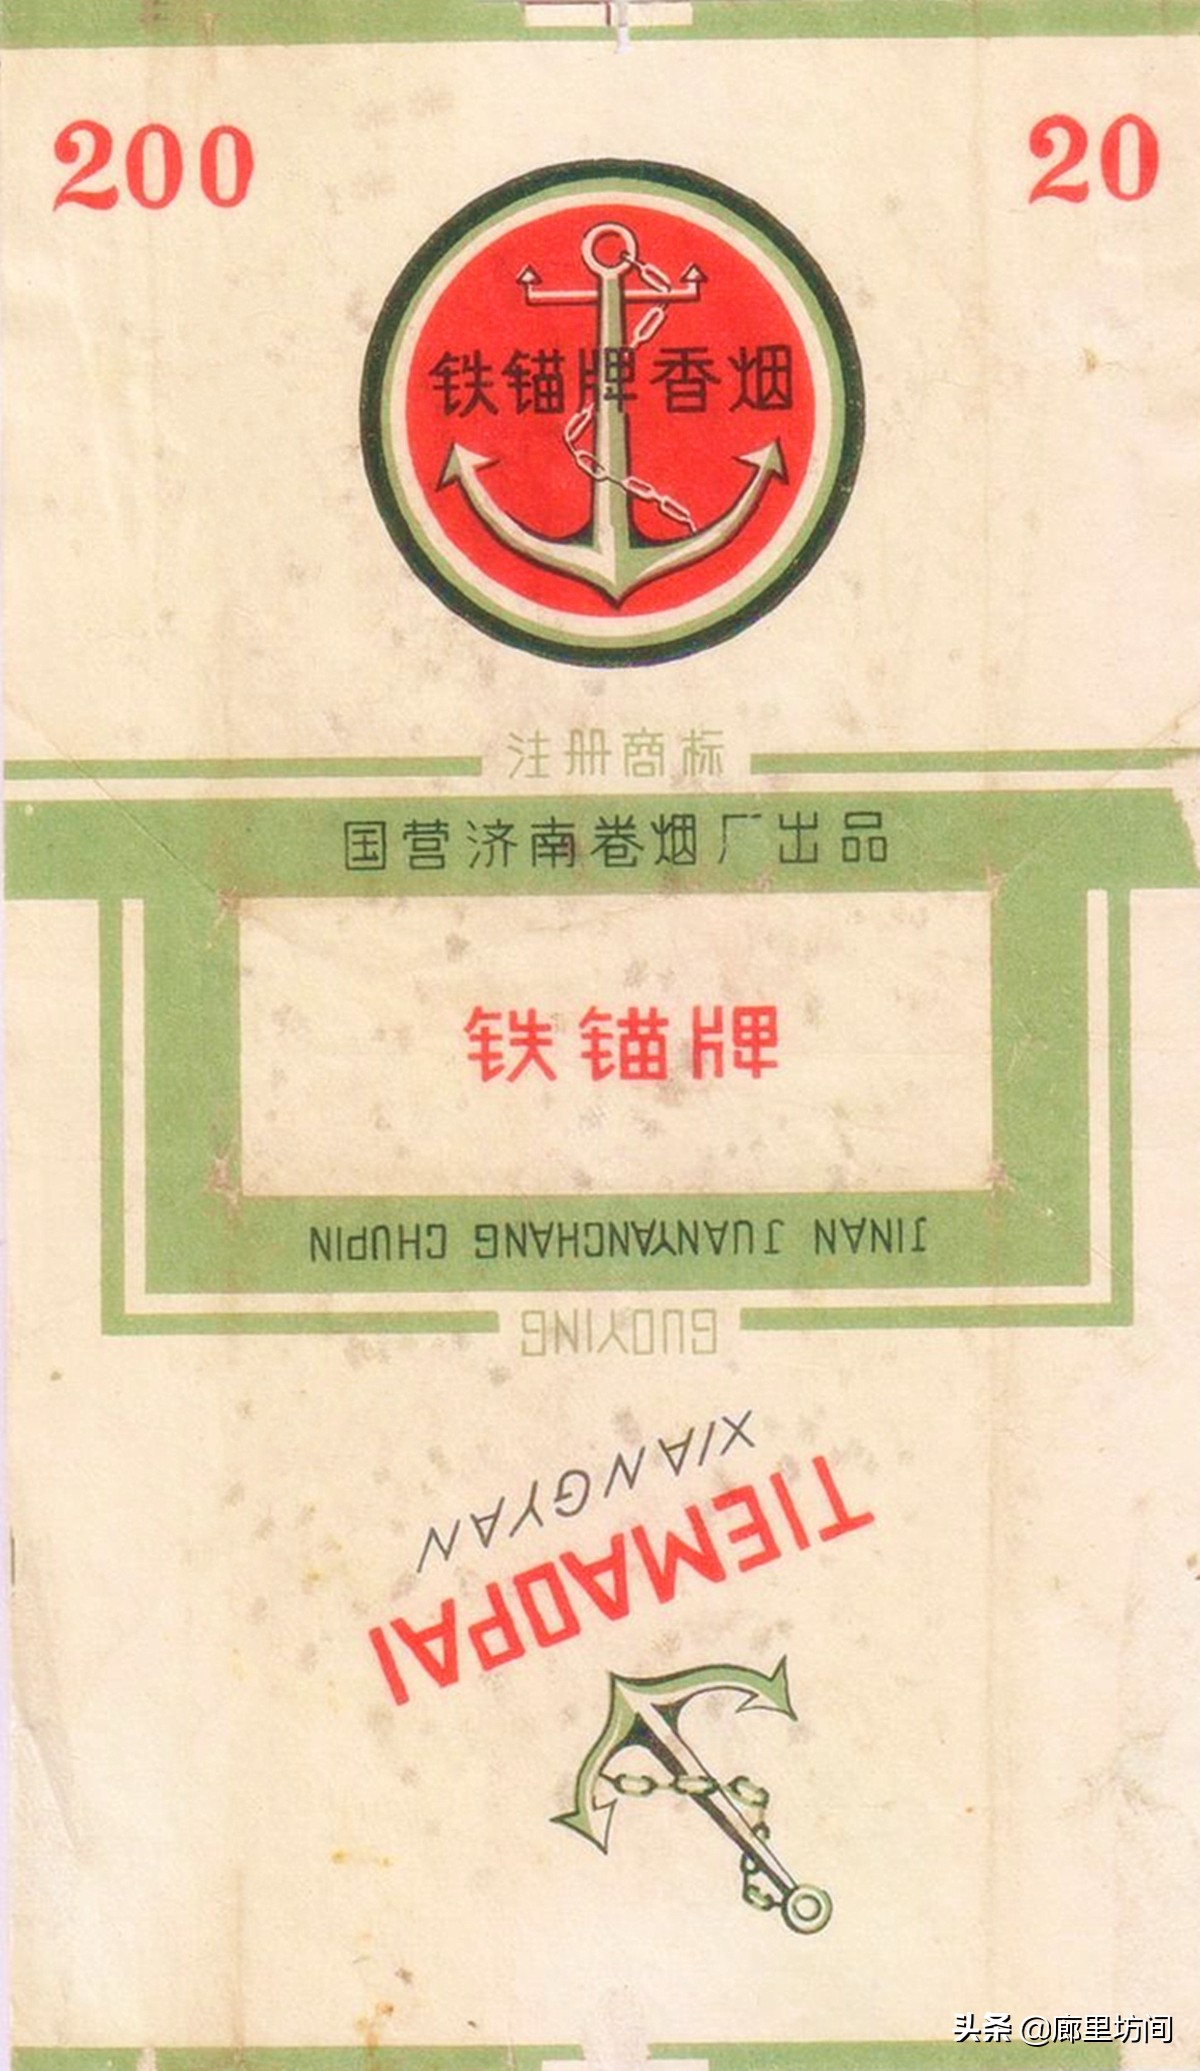 200
20
铁锚牌香烟
注册商标
国营济南卷烟厂出品
铁锚牌
JINAN JUANYANCHANG CHUPIN
GUOYING
XIANGYAN
TIEMAOPAI
头条 @廊里坊间